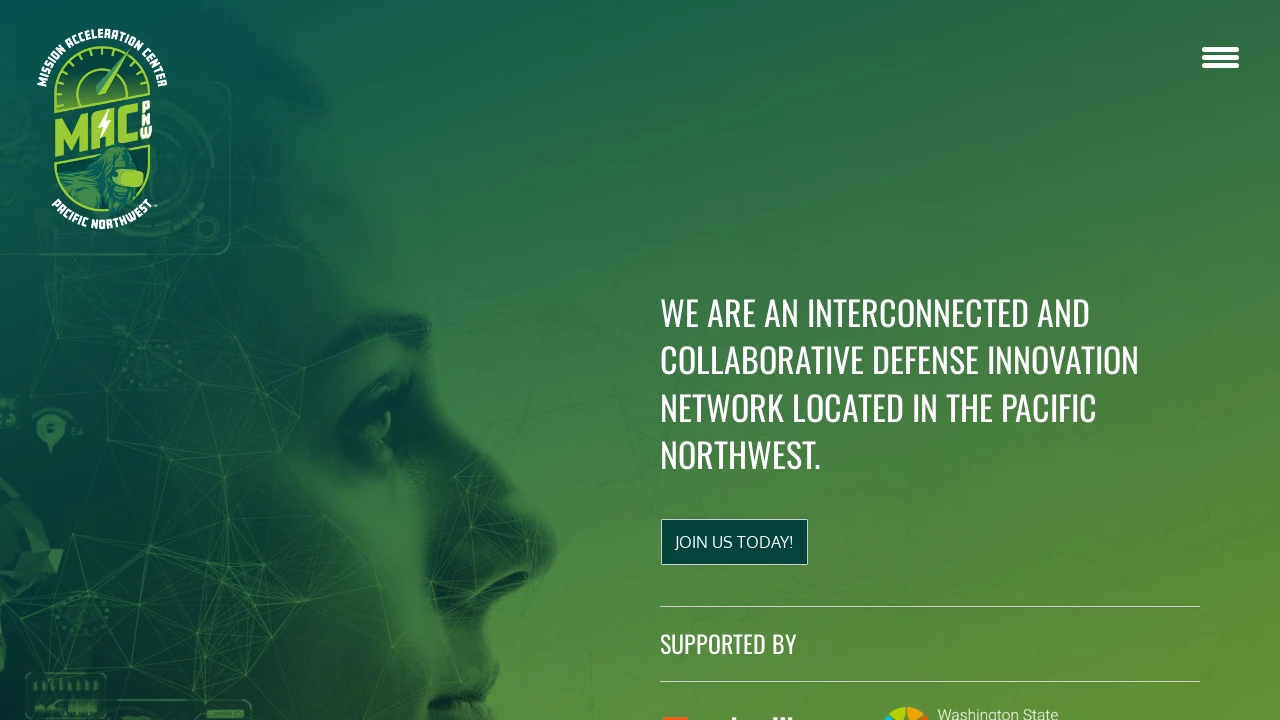 MISSION ACCELERATION CENTER
MAC
PNW
PACIFIC NORTHWEST
WE ARE AN INTERCONNECTED AND
COLLABORATIVE DEFENSE INNOVATION
NETWORK LOCATED IN THE PACIFIC
NORTHWEST.
JOIN US TODAY!
SUPPORTED BY
Washington State